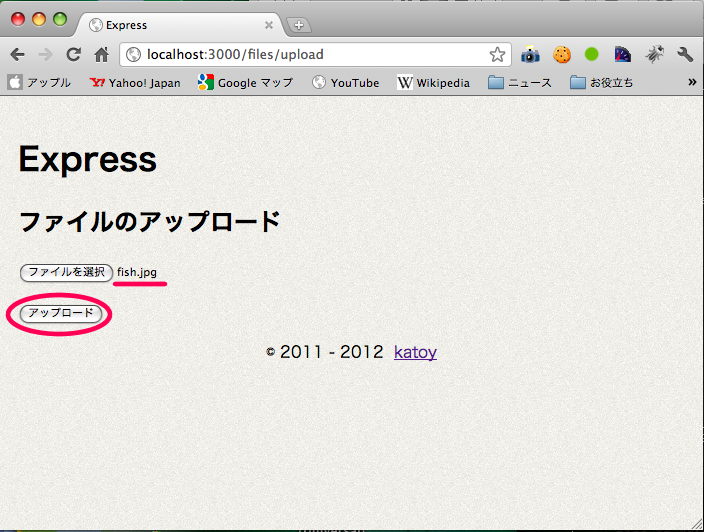 Express
localhost:3000/files/upload
アップル Yahoo! Japan Google マップ YouTube W Wikipedia ニュース お役立ち »
Express
ファイルのアップロード
ファイルを選択 fish.jpg
アップロード
© 2011 - 2012 katoy